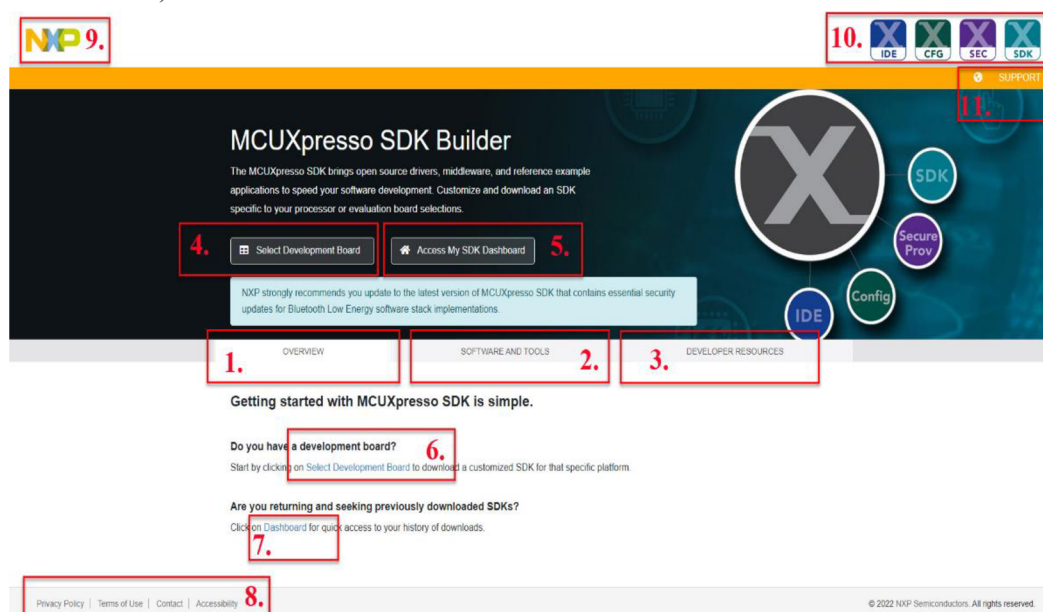 NXP 9.
10. IDE CFG SEC SDK
SUPPORT
11.
MCUXpresso SDK Builder
The MCUXpresso SDK brings open source drivers, middleware, and reference example
applications to speed your software development. Customize and download an SDK
specific to your processor or evaluation board selections.
4. Select Development Board
Access My SDK Dashboard 5.
NXP strongly recommends you update to the latest version of MCUXpresso SDK that contains essential security
updates for Bluetooth Low Energy software stack implementations.
X
SDK
Secure
Prov
Config
IDE
OVERVIEW
1.
SOFTWARE AND TOOLS
2.
DEVELOPER RESOURCES
3.
Getting started with MCUXpresso SDK is simple.
Do you have a development board?
6.
Start by clicking on Select Development Board to download a customized SDK for that specific platform.
Are you returning and seeking previously downloaded SDKs?
Click on Dashboard for quick access to your history of downloads.
7.
Privacy Policy | Terms of Use | Contact | Accessibility 8.
© 2022 NXP Semiconductors. All rights reserved.